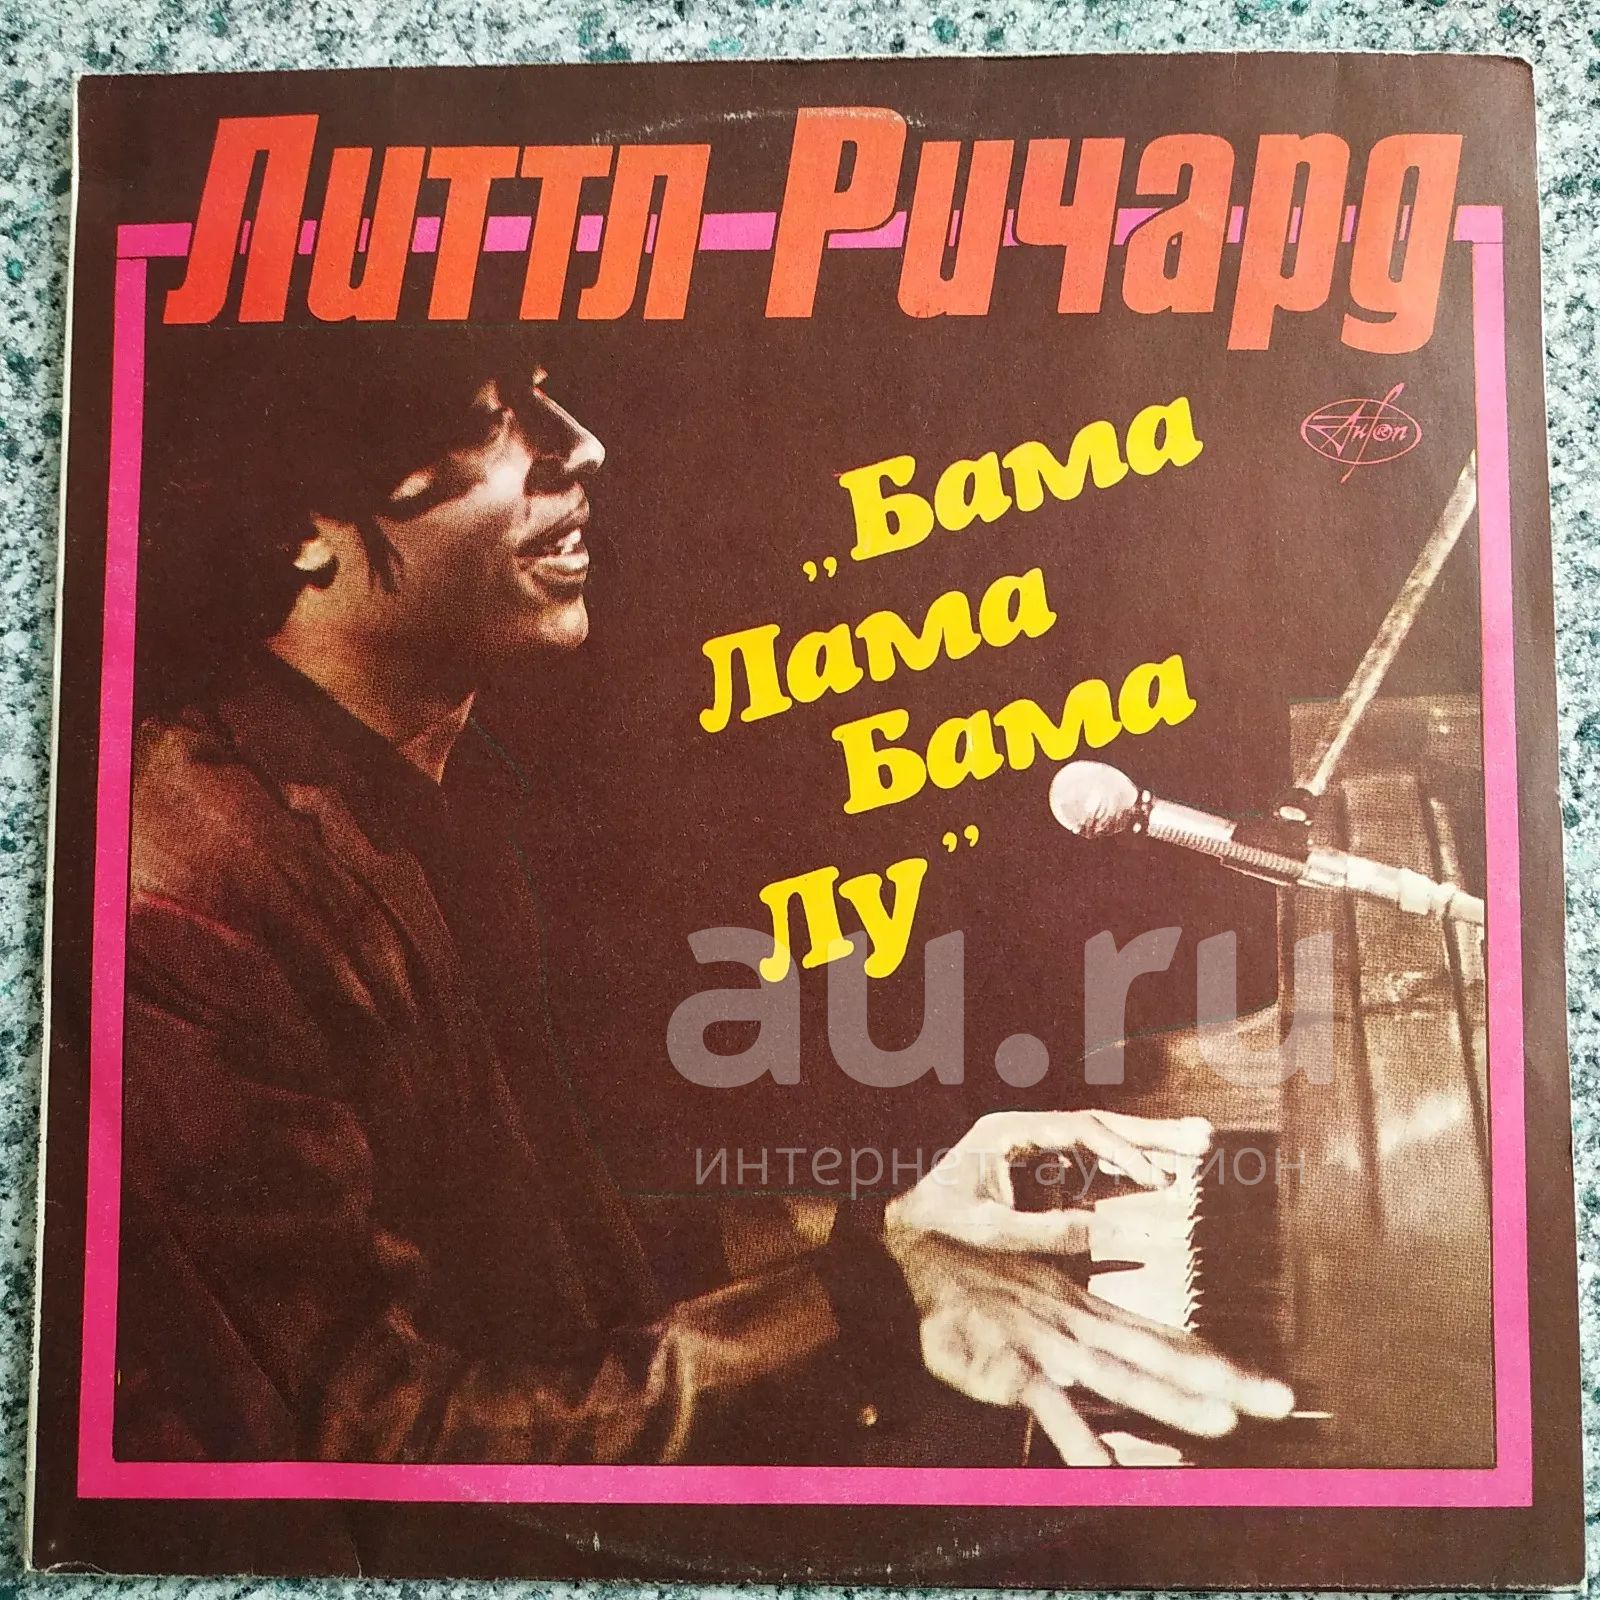 Литтл Ричард
АнТроп
„Бама
Лама
Бама
Лу”
au.ru
интернет-аукцион